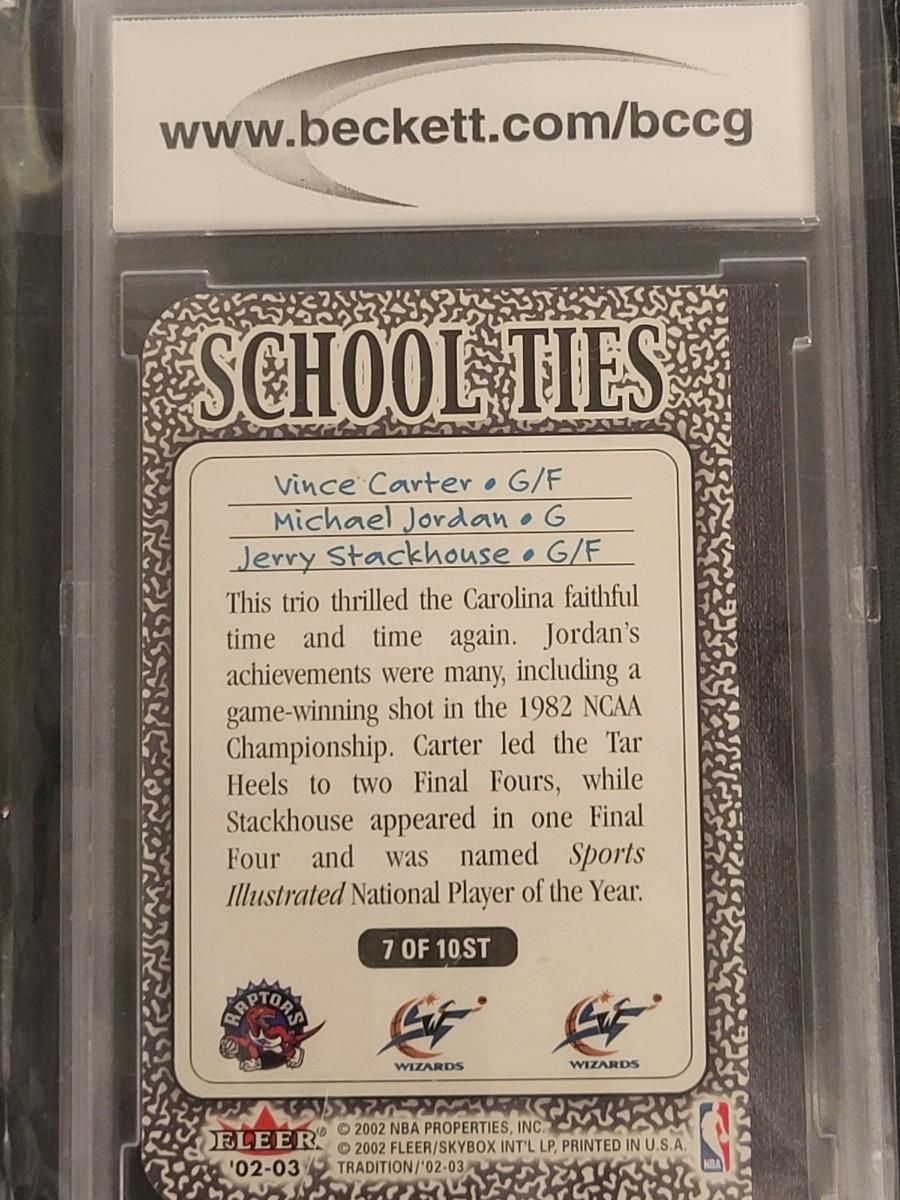 www.beckett.com/bccg
SCHOOL TIES
Vince Carter • G/F
Michael Jordan • G
Jerry Stackhouse • G/F
This trio thrilled the Carolina faithful
time and time again. Jordan's
achievements were many, including a
game-winning shot in the 1982 NCAA
Championship. Carter led the Tar
Heels to two Final Fours, while
Stackhouse appeared in one Final
Four and was named Sports
Illustrated National Player of the Year.
7 OF 10ST
RAPTORS
WIZARDS
WIZARDS
FLEER®
'02-03
© 2002 NBA PROPERTIES, INC.
© 2002 FLEER/SKYBOX INT'L LP, PRINTED IN U.S.A.
TRADITION/'02-03
NBA